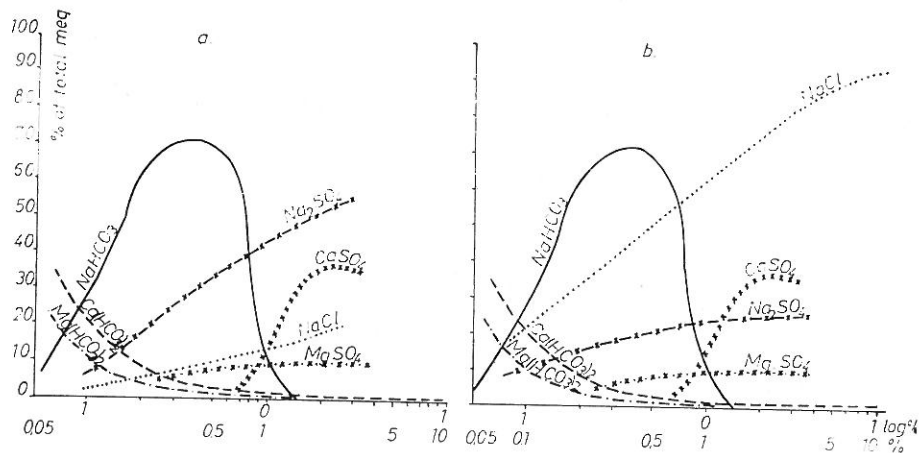 100
90
80
70
60
50
40
30
20
10
0
% of total meq
a.
NaHCO3
Ca(HCO3)2
Mg(HCO3)2
Na2SO4
CaSO4
NaCl
MgSO4
1 0 1
0,05 0,5 1 5 10
b.
NaCl
NaHCO3
CaSO4
Na2SO4
Ca(HCO3)2
Mg(HCO3)2
MgSO4
1 0 1 log%
0,05 0,1 0,5 1 5 10 %